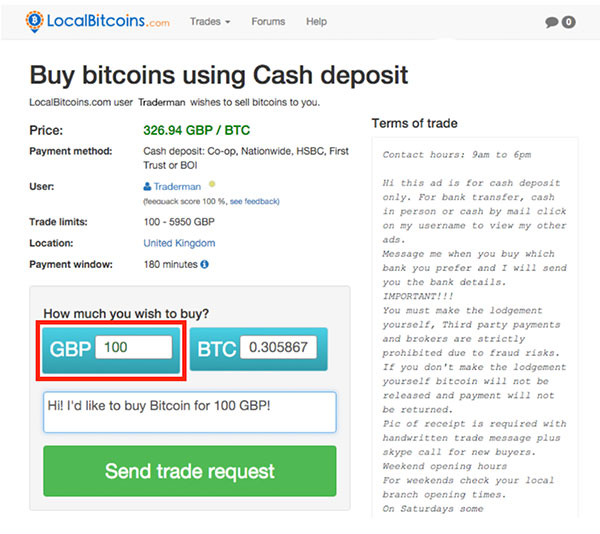 LocalBitcoins.com Trades Forums Help 0
Buy bitcoins using Cash deposit
LocalBitcoins.com user Traderman wishes to sell bitcoins to you.
Price: 326.94 GBP / BTC
Payment method: Cash deposit: Co-op, Nationwide, HSBC, First
Trust or BOI
User: Traderman
(feedback score 100 %, see feedback)
Trade limits: 100 - 5950 GBP
Location: United Kingdom
Payment window: 180 minutes
How much you wish to buy?
GBP 100 BTC 0.305867
Hi! I'd like to buy Bitcoin for 100 GBP!
Send trade request
Terms of trade
Contact hours: 9am to 6pm
Hi this ad is for cash deposit
only. For bank transfer, cash
in person or cash by mail click
on my username to view my other
ads.
Message me when you buy which
bank you prefer and I will send
you the bank details.
IMPORTANT!!!
You must make the lodgement
yourself, Third party payments
and brokers are strictly
prohibited due to fraud risks.
If you don't make the lodgement
yourself bitcoin will not be
released and payment will not
be returned.
Pic of receipt is required with
handwritten trade message plus
skype call for new buyers.
Weekend opening hours
For weekends check your local
branch opening times.
On Saturdays some